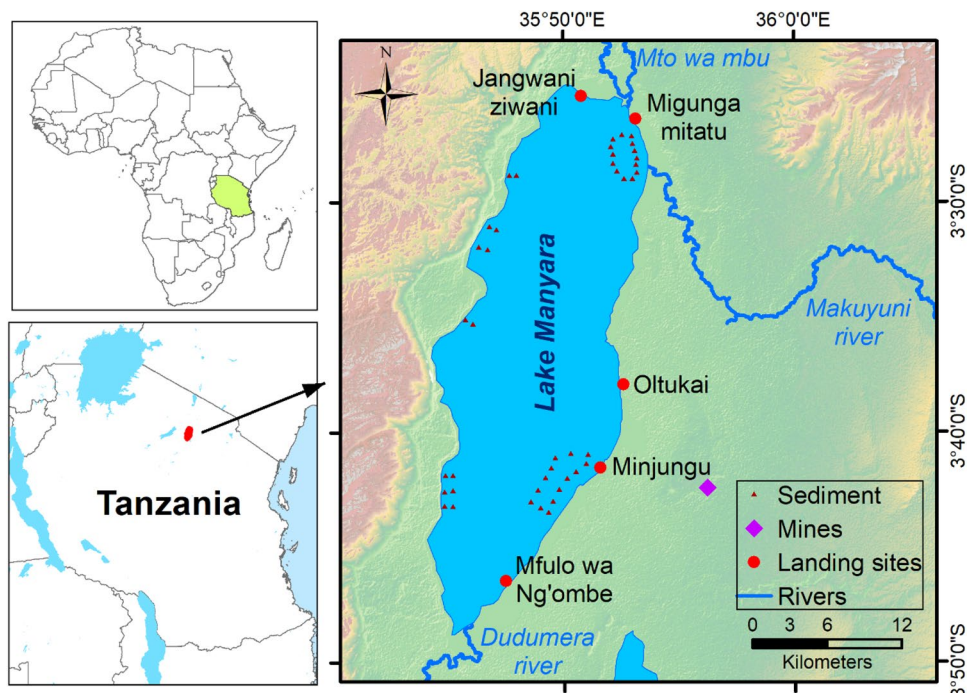 35°50'0"E
36°0'0"E
N
Mto wa mbu
Jangwani
ziwani
Migunga
mitatu
3°30'0"S
Lake Manyara
Makuyuni
river
Oltukai
3°40'0"S
Minjungu
Tanzania
Sediment
Mines
Landing sites
Rivers
Mfulo wa
Ng'ombe
0 3 6 12
Kilometers
Dudumera
river
3°50'0"S